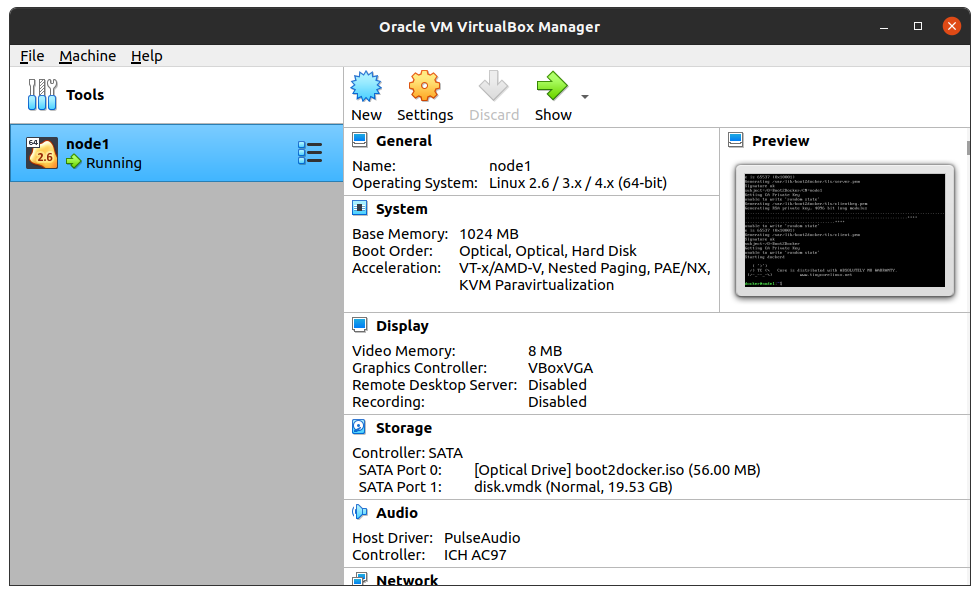 Oracle VM VirtualBox Manager
File Machine Help
Tools
64
2.6
node1
Running
New Settings Discard Show
General
Name: node1
Operating System: Linux 2.6 / 3.x / 4.x (64-bit)
System
Base Memory: 1024 MB
Boot Order: Optical, Optical, Hard Disk
Acceleration: VT-x/AMD-V, Nested Paging, PAE/NX,
KVM Paravirtualization
Preview
Display
Video Memory: 8 MB
Graphics Controller: VBoxVGA
Remote Desktop Server: Disabled
Recording: Disabled
Storage
Controller: SATA
SATA Port 0: [Optical Drive] boot2docker.iso (56.00 MB)
SATA Port 1: disk.vmdk (Normal, 19.53 GB)
Audio
Host Driver: PulseAudio
Controller: ICH AC97
Network